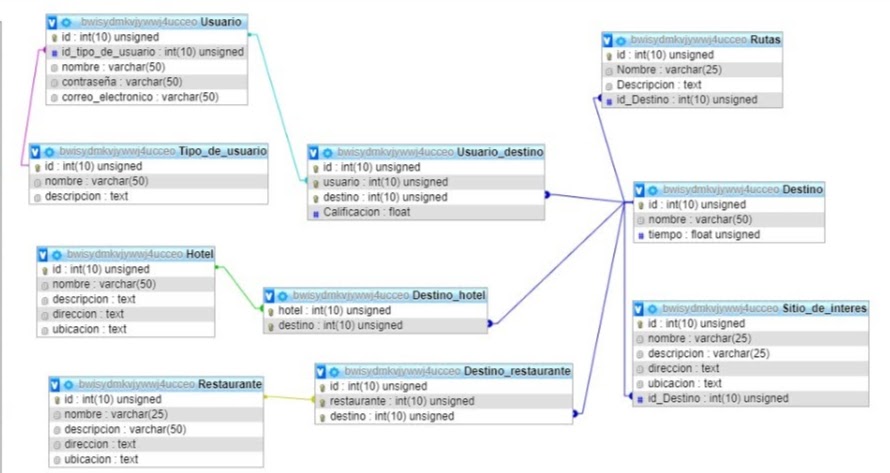 bwisydmkvjywwj4ucceo Usuario
id : int(10) unsigned
id_tipo_de_usuario : int(10) unsigned
nombre : varchar(50)
contraseña : varchar(50)
correo_electronico : varchar(50)
bwisydmkvjywwj4ucceo Tipo_de_usuario
id : int(10) unsigned
nombre : varchar(50)
descripcion : text
bwisydmkvjywwj4ucceo Usuario_destino
id : int(10) unsigned
usuario : int(10) unsigned
destino : int(10) unsigned
Calificacion : float
bwisydmkvjywwj4ucceo Rutas
id : int(10) unsigned
Nombre : varchar(25)
Descripcion : text
id_Destino : int(10) unsigned
bwisydmkvjywwj4ucceo Destino
id : int(10) unsigned
nombre : varchar(50)
tiempo : float unsigned
bwisydmkvjywwj4ucceo Hotel
id : int(10) unsigned
nombre : varchar(50)
descripcion : text
direccion : text
ubicacion : text
bwisydmkvjywwj4ucceo Destino_hotel
hotel : int(10) unsigned
destino : int(10) unsigned
bwisydmkvjywwj4ucceo Sitio_de_interes
id : int(10) unsigned
nombre : varchar(25)
descripcion : varchar(25)
direccion : text
ubicacion : text
id_Destino : int(10) unsigned
bwisydmkvjywwj4ucceo Restaurante
id : int(10) unsigned
nombre : varchar(25)
descripcion : varchar(50)
direccion : text
ubicacion : text
bwisydmkvjywwj4ucceo Destino_restaurante
id : int(10) unsigned
restaurante : int(10) unsigned
destino : int(10) unsigned